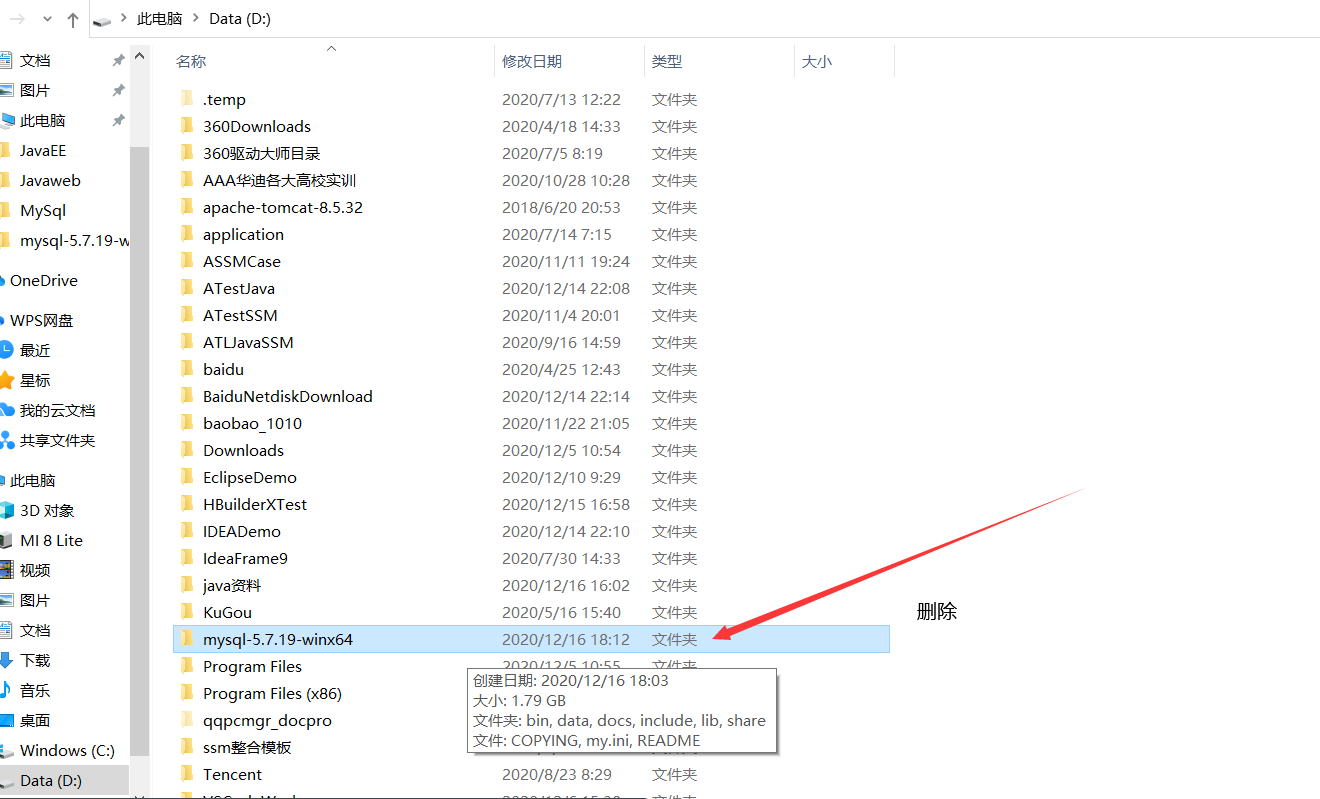 此电脑 Data (D:)
名称 修改日期 类型 大小
文档
图片
此电脑
JavaEE
Javaweb
MySql
mysql-5.7.19-w
OneDrive
WPS网盘
最近
星标
我的云文档
共享文件夹
此电脑
3D 对象
MI 8 Lite
视频
图片
文档
下载
音乐
桌面
Windows (C:)
Data (D:)
.temp 2020/7/13 12:22 文件夹
360Downloads 2020/4/18 14:33 文件夹
360驱动大师目录 2020/7/5 8:19 文件夹
AAA华迪各大高校实训 2020/10/28 10:28 文件夹
apache-tomcat-8.5.32 2018/6/20 20:53 文件夹
application 2020/7/14 7:15 文件夹
ASSMCase 2020/11/11 19:24 文件夹
ATestJava 2020/12/14 22:08 文件夹
ATestSSM 2020/11/4 20:01 文件夹
ATLJavaSSM 2020/9/16 14:59 文件夹
baidu 2020/4/25 12:43 文件夹
BaiduNetdiskDownload 2020/12/14 22:14 文件夹
baobao_1010 2020/11/22 21:05 文件夹
Downloads 2020/12/5 10:54 文件夹
EclipseDemo 2020/12/10 9:29 文件夹
HBuilderXTest 2020/12/15 16:58 文件夹
IDEADemo 2020/12/14 22:10 文件夹
IdeaFrame9 2020/7/30 14:33 文件夹
java资料 2020/12/16 16:02 文件夹
KuGou 2020/5/16 15:40 文件夹
删除
mysql-5.7.19-winx64 2020/12/16 18:12 文件夹
Program Files 2020/12/5 10:55 文件夹
Program Files (x86)
qqpcmgr_docpro
ssm整合模板
Tencent 2020/8/23 8:29 文件夹
创建日期: 2020/12/16 18:03
大小: 1.79 GB
文件夹: bin, data, docs, include, lib, share
文件: COPYING, my.ini, README